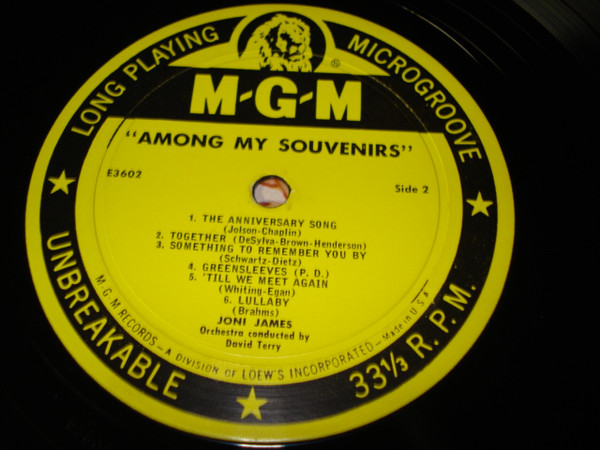 LONG PLAYING MICROGROOVE
®
M-G-M
"AMONG MY SOUVENIRS"
E3602
Side 2
1. THE ANNIVERSARY SONG
(Jolson-Chaplin)
2. TOGETHER (DeSylva-Brown-Henderson)
3. SOMETHING TO REMEMBER YOU BY
(Schwartz-Dietz)
4. GREENSLEEVES (P. D.)
5. 'TILL WE MEET AGAIN
(Whiting-Egan)
6. LULLABY
(Brahms)
JONI JAMES
Orchestra conducted by
David Terry
M-G-M RECORDS—A DIVISION OF LOEW'S INCORPORATED—Made in U.S.A.
UNBREAKABLE 33⅓ R.P.M.